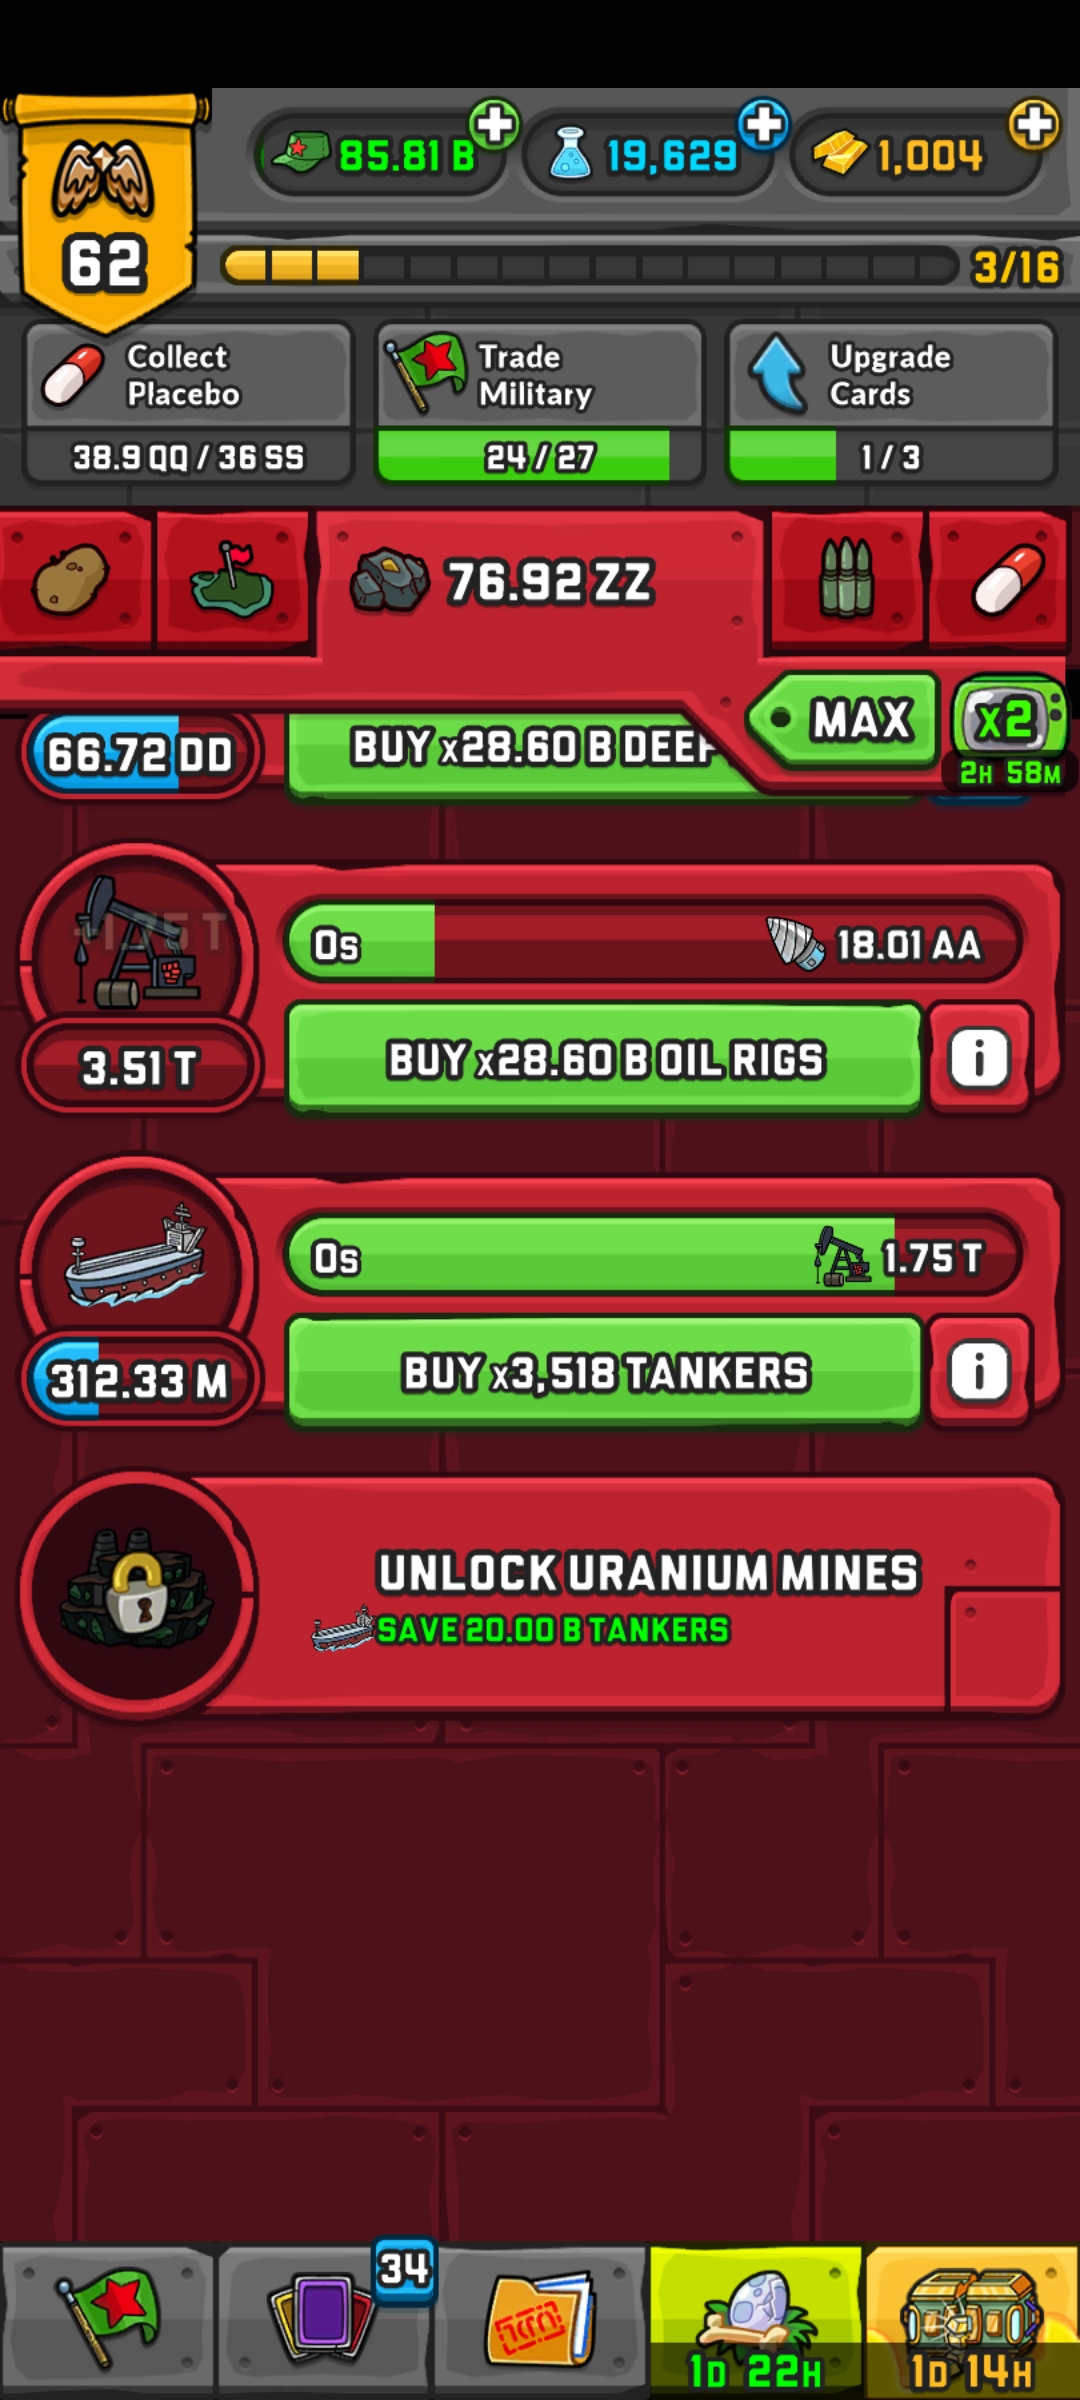 85.81 B
19,629
1,004
62
3/16
Collect
Placebo
38.9 QQ / 36 SS
Trade
Military
24 / 27
Upgrade
Cards
1 / 3
76.92 ZZ
MAX
x2
2H 58M
66.72 DD
BUY x28.60 B DEEP
1.75 T
0s
18.01 AA
3.51 T
BUY x28.60 B OIL RIGS
i
0s
1.75 T
312.33 M
BUY x3,518 TANKERS
i
UNLOCK URANIUM MINES
SAVE 20.00 B TANKERS
34
1D 22H
1D 14H